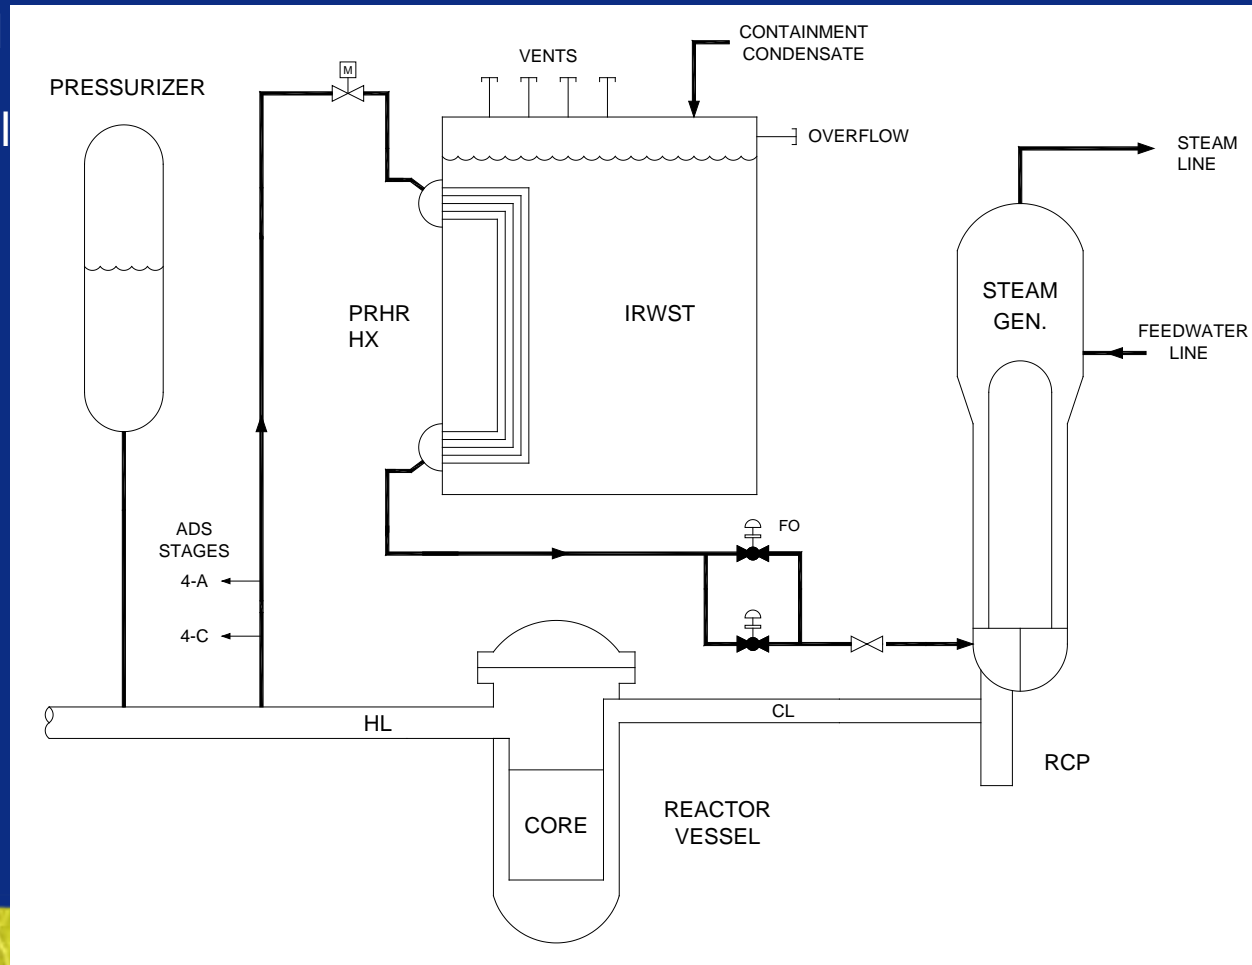 CONTAINMENT
CONDENSATE
VENTS
M
PRESSURIZER
OVERFLOW
STEAM
LINE
STEAM
GEN.
PRHR
HX
IRWST
FEEDWATER
LINE
ADS
STAGES
4-A
4-C
FO
HL
CL
RCP
CORE
REACTOR
VESSEL